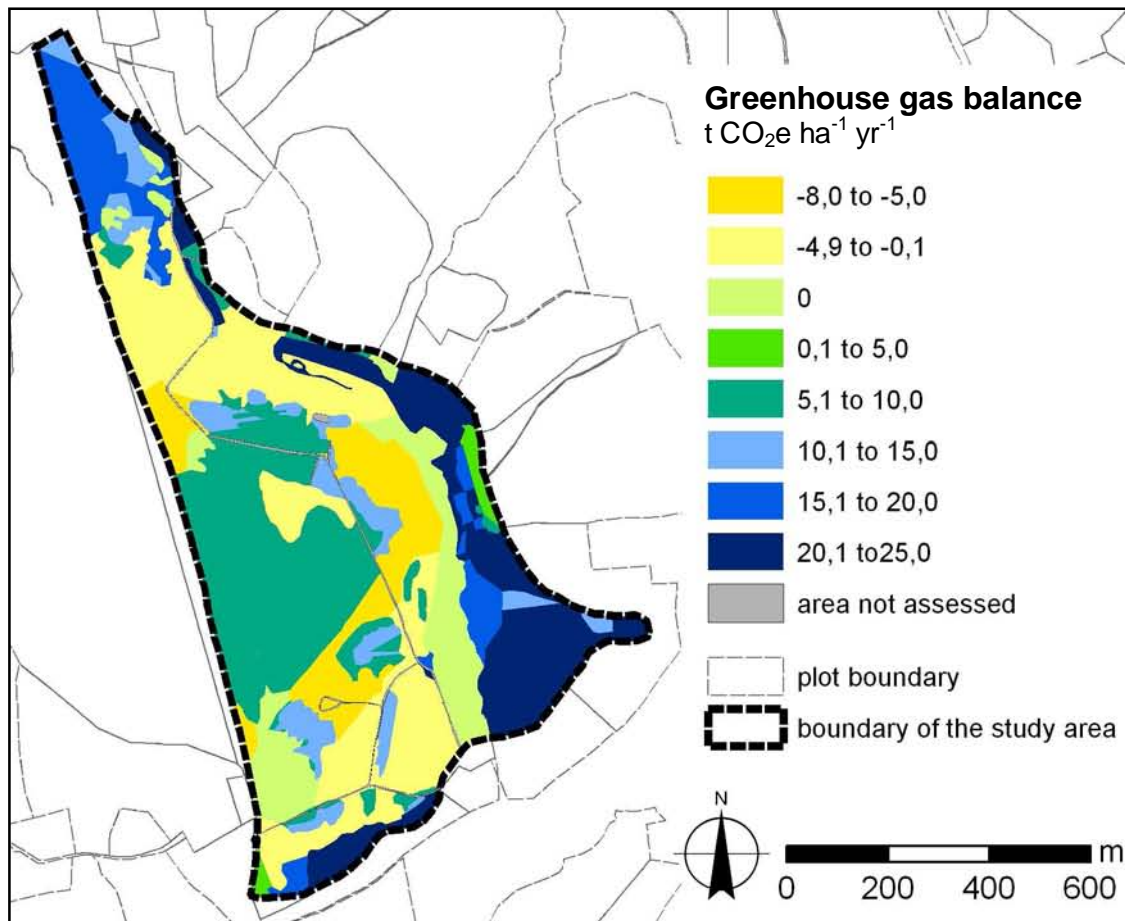 Greenhouse gas balance
t CO₂e ha⁻¹ yr⁻¹
-8,0 to -5,0
-4,9 to -0,1
0
0,1 to 5,0
5,1 to 10,0
10,1 to 15,0
15,1 to 20,0
20,1 to25,0
area not assessed
plot boundary
boundary of the study area
N
m
0 200 400 600